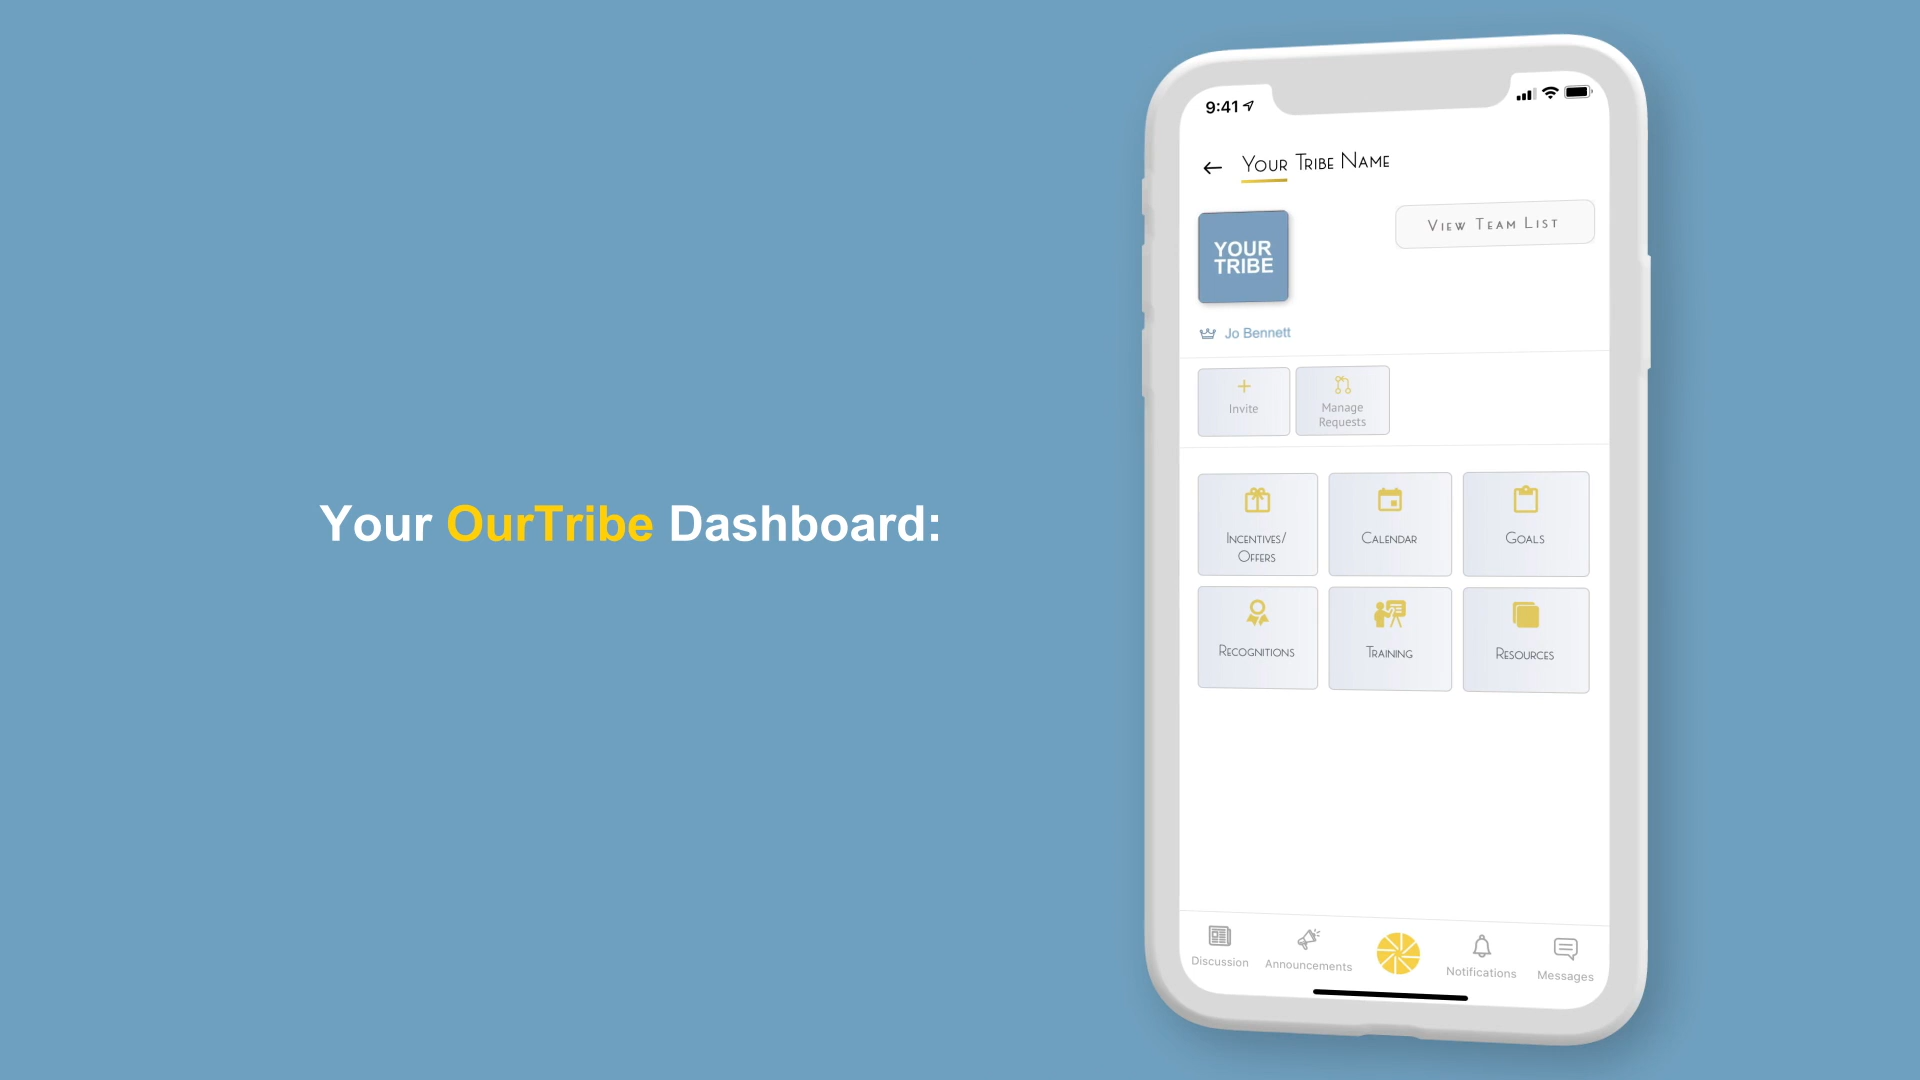 Your OurTribe Dashboard:
9:41
Your Tribe Name
YOUR
TRIBE
View Team List
Jo Bennett
Invite
Manage
Requests
Incentives/
Offers
Calendar
Goals
Recognitions
Training
Resources
Discussion
Announcements
Notifications
Messages